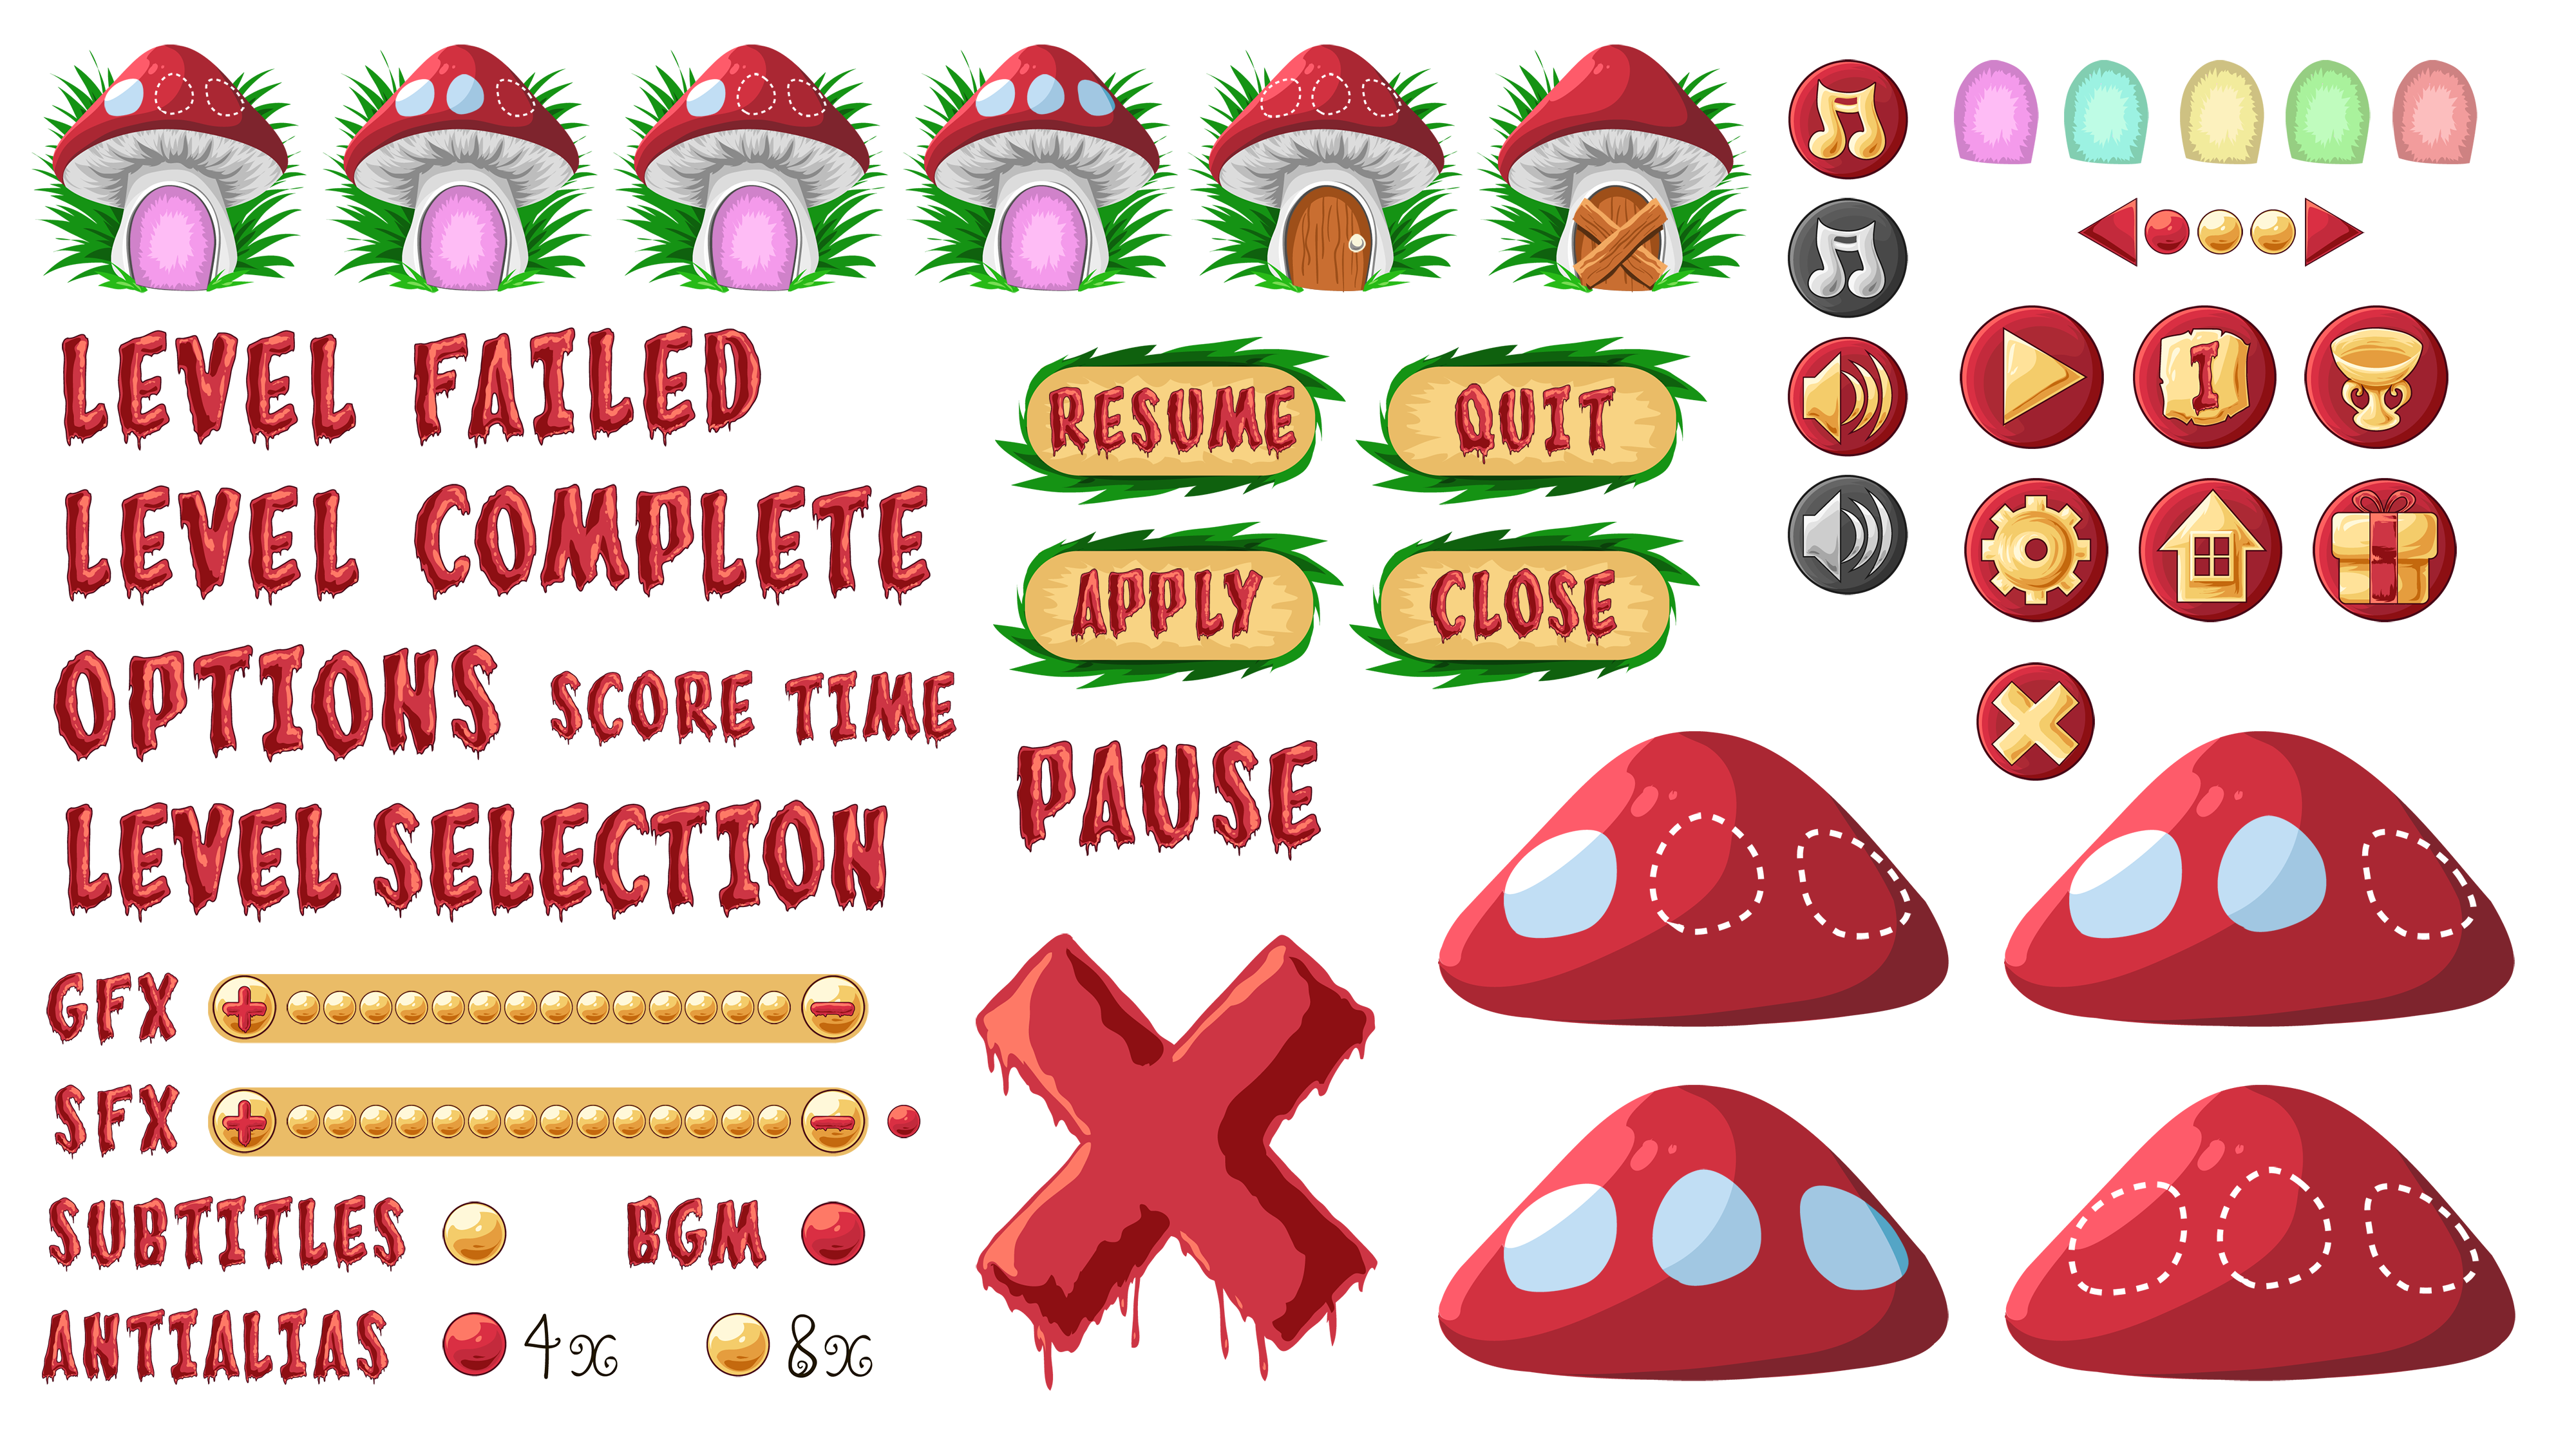 LEVEL FAILED
LEVEL COMPLETE
OPTIONS SCORE TIME
LEVEL SELECTION
GFX
SFX
SUBTITLES BGM
ANTIALIAS 4x 8x
RESUME QUIT
APPLY CLOSE
PAUSE
X
I